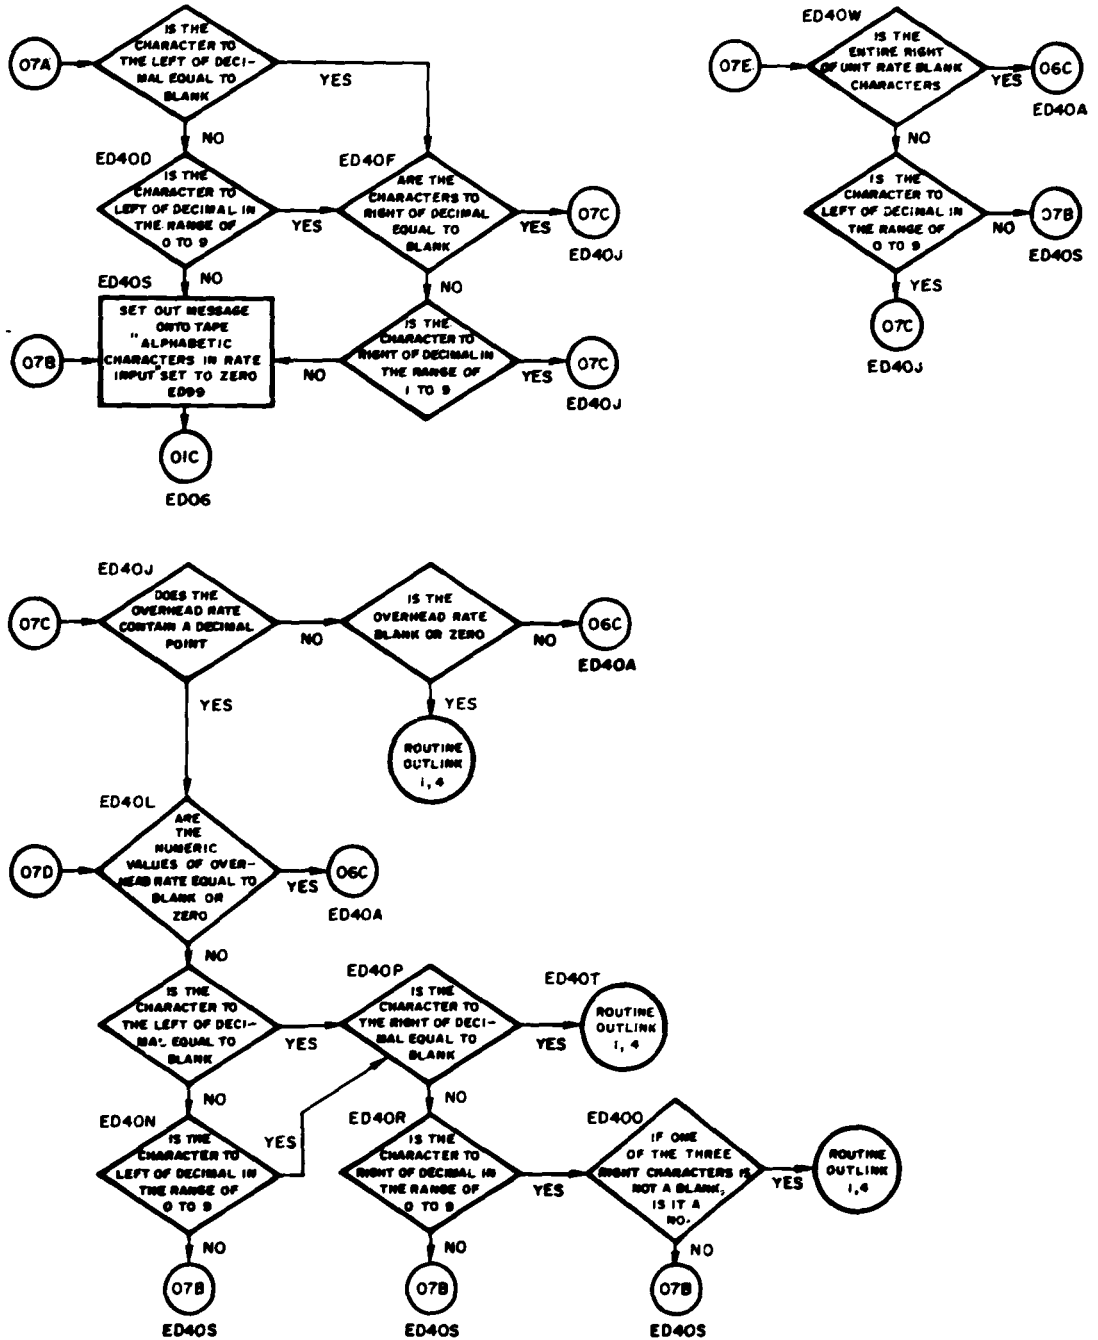 IS THE
CHARACTER TO
THE LEFT OF DECI-
MAL EQUAL TO
BLANK
07A
YES
NO
ED40D
IS THE
CHARACTER TO
LEFT OF DECIMAL IN
THE RANGE OF
0 TO 9
YES
NO
ED40F
ARE THE
CHARACTERS TO
RIGHT OF DECIMAL
EQUAL TO
BLANK
YES
07C
ED40J
NO
ED40S
SET OUT MESSAGE
ONTO TAPE
" ALPHABETIC
CHARACTERS IN RATE
INPUT" SET TO ZERO
ED99
07B
IS THE
CHARACTER TO
RIGHT OF DECIMAL IN
THE RANGE OF
1 TO 9
NO
YES
07C
ED40J
01C
ED06
ED40W
07E
IS THE
ENTIRE RIGHT
OF UNIT RATE BLANK
CHARACTERS
YES
06C
ED40A
NO
IS THE
CHARACTER TO
LEFT OF DECIMAL IN
THE RANGE OF
0 TO 9
NO
07B
ED40S
YES
07C
ED40J
ED40J
07C
DOES THE
OVERHEAD RATE
CONTAIN A DECIMAL
POINT
NO
IS THE
OVERHEAD RATE
BLANK OR ZERO
NO
06C
ED40A
YES
YES
ROUTINE
OUTLINK
1, 4
ED40L
07D
ARE
THE
NUMERIC
VALUES OF OVER-
HEAD RATE EQUAL TO
BLANK OR
ZERO
YES
06C
ED40A
NO
IS THE
CHARACTER TO
THE LEFT OF DECI-
MAL EQUAL TO
BLANK
YES
NO
ED40P
IS THE
CHARACTER TO
THE RIGHT OF DECI-
MAL EQUAL TO
BLANK
YES
NO
ED40T
ROUTINE
OUTLINK
1, 4
ED40N
IS THE
CHARACTER TO
LEFT OF DECIMAL IN
THE RANGE OF
0 TO 9
YES
NO
07B
ED40S
ED40R
IS THE
CHARACTER TO
RIGHT OF DECIMAL IN
THE RANGE OF
0 TO 9
YES
NO
07B
ED40S
ED40O
IF ONE
OF THE THREE
RIGHT CHARACTERS IS
NOT A BLANK,
IS IT A
NO.
YES
ROUTINE
OUTLINK
1,4
NO
07B
ED40S